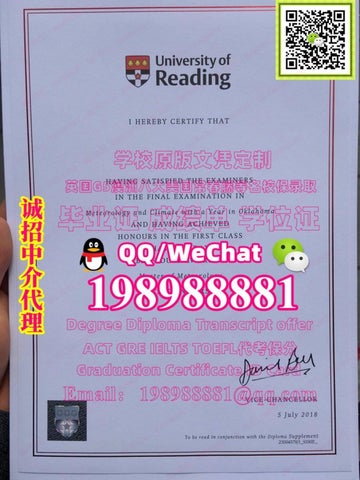 University of
Reading
I HEREBY CERTIFY THAT
学校原版文凭定制
HAVING SATISFIED THE EXAMINERS
IN THE FINAL EXAMINATION IN
毕业证 学位证
Meteorology and Climate with a Year in Oklahoma
AND HAVING ACHIEVED
HONOURS IN THE FIRST CLASS
诚招中介代理
QQ/WeChat
198988881
Degree Diploma Transcript offer
ACT GRE IELTS TOEFL代考保分
Graduation Certificate
Email: 198988881@qq.com
VICE-CHANCELLOR
5 July 2018
To be read in conjunction with the Diploma Supplement